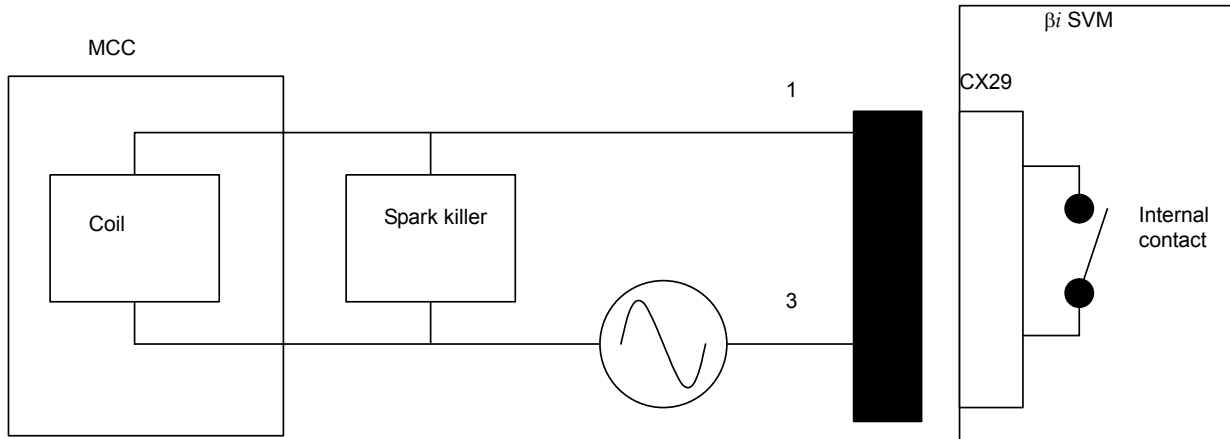 βi SVM
MCC
CX29
1
Coil
Spark killer
Internal
contact
3